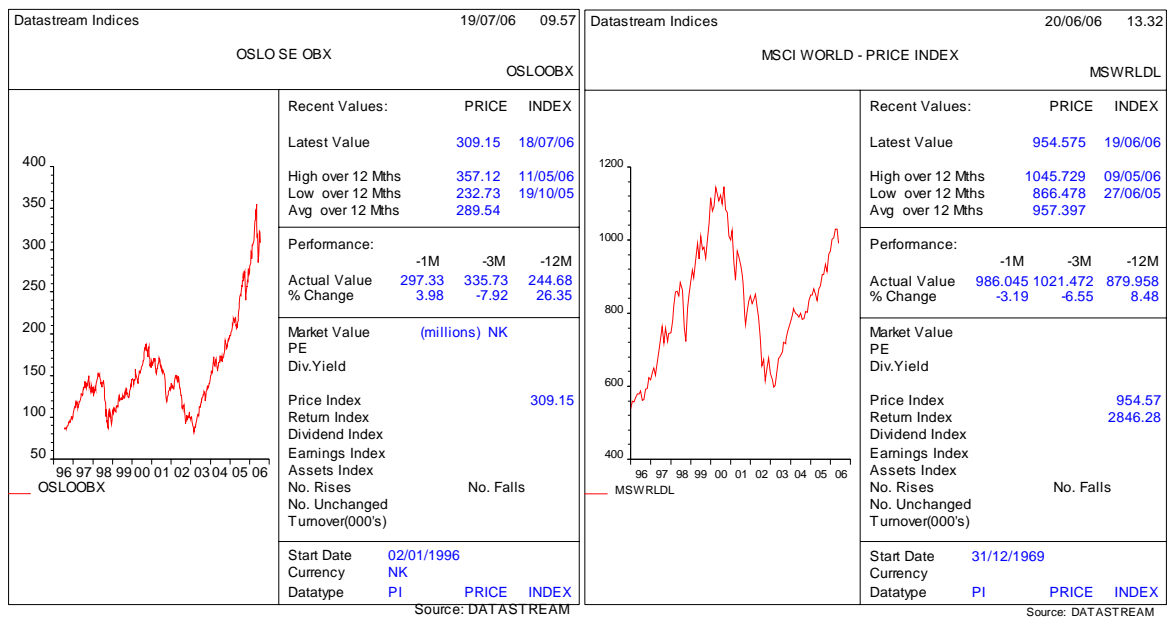 Datastream Indices 19/07/06 09.57
OSLO SE OBX
OSLOOBX
Recent Values: PRICE INDEX
Latest Value 309.15 18/07/06
High over 12 Mths 357.12 11/05/06
Low over 12 Mths 232.73 19/10/05
Avg over 12 Mths 289.54
Performance:
-1M -3M -12M
Actual Value 297.33 335.73 244.68
% Change 3.98 -7.92 26.35
Market Value (millions) NK
PE
Div.Yield
Price Index 309.15
Return Index
Dividend Index
Earnings Index
Assets Index
No. Rises No. Falls
No. Unchanged
Turnover(000's)
Start Date 02/01/1996
Currency NK
Datatype PI PRICE INDEX
400
350
300
250
200
150
100
50
96 97 98 99 00 01 02 03 04 05 06
OSLOOBX
Source: DATASTREAM
Datastream Indices 20/06/06 13.32
MSCI WORLD - PRICE INDEX
MSWRLDL
Recent Values: PRICE INDEX
Latest Value 954.575 19/06/06
High over 12 Mths 1045.729 09/05/06
Low over 12 Mths 866.478 27/06/05
Avg over 12 Mths 957.397
Performance:
-1M -3M -12M
Actual Value 986.045 1021.472 879.958
% Change -3.19 -6.55 8.48
Market Value
PE
Div.Yield
Price Index 954.57
Return Index 2846.28
Dividend Index
Earnings Index
Assets Index
No. Rises No. Falls
No. Unchanged
Turnover(000's)
Start Date 31/12/1969
Currency
Datatype PI PRICE INDEX
1200
1000
800
600
400
96 97 98 99 00 01 02 03 04 05 06
MSWRLDL
Source: DATASTREAM